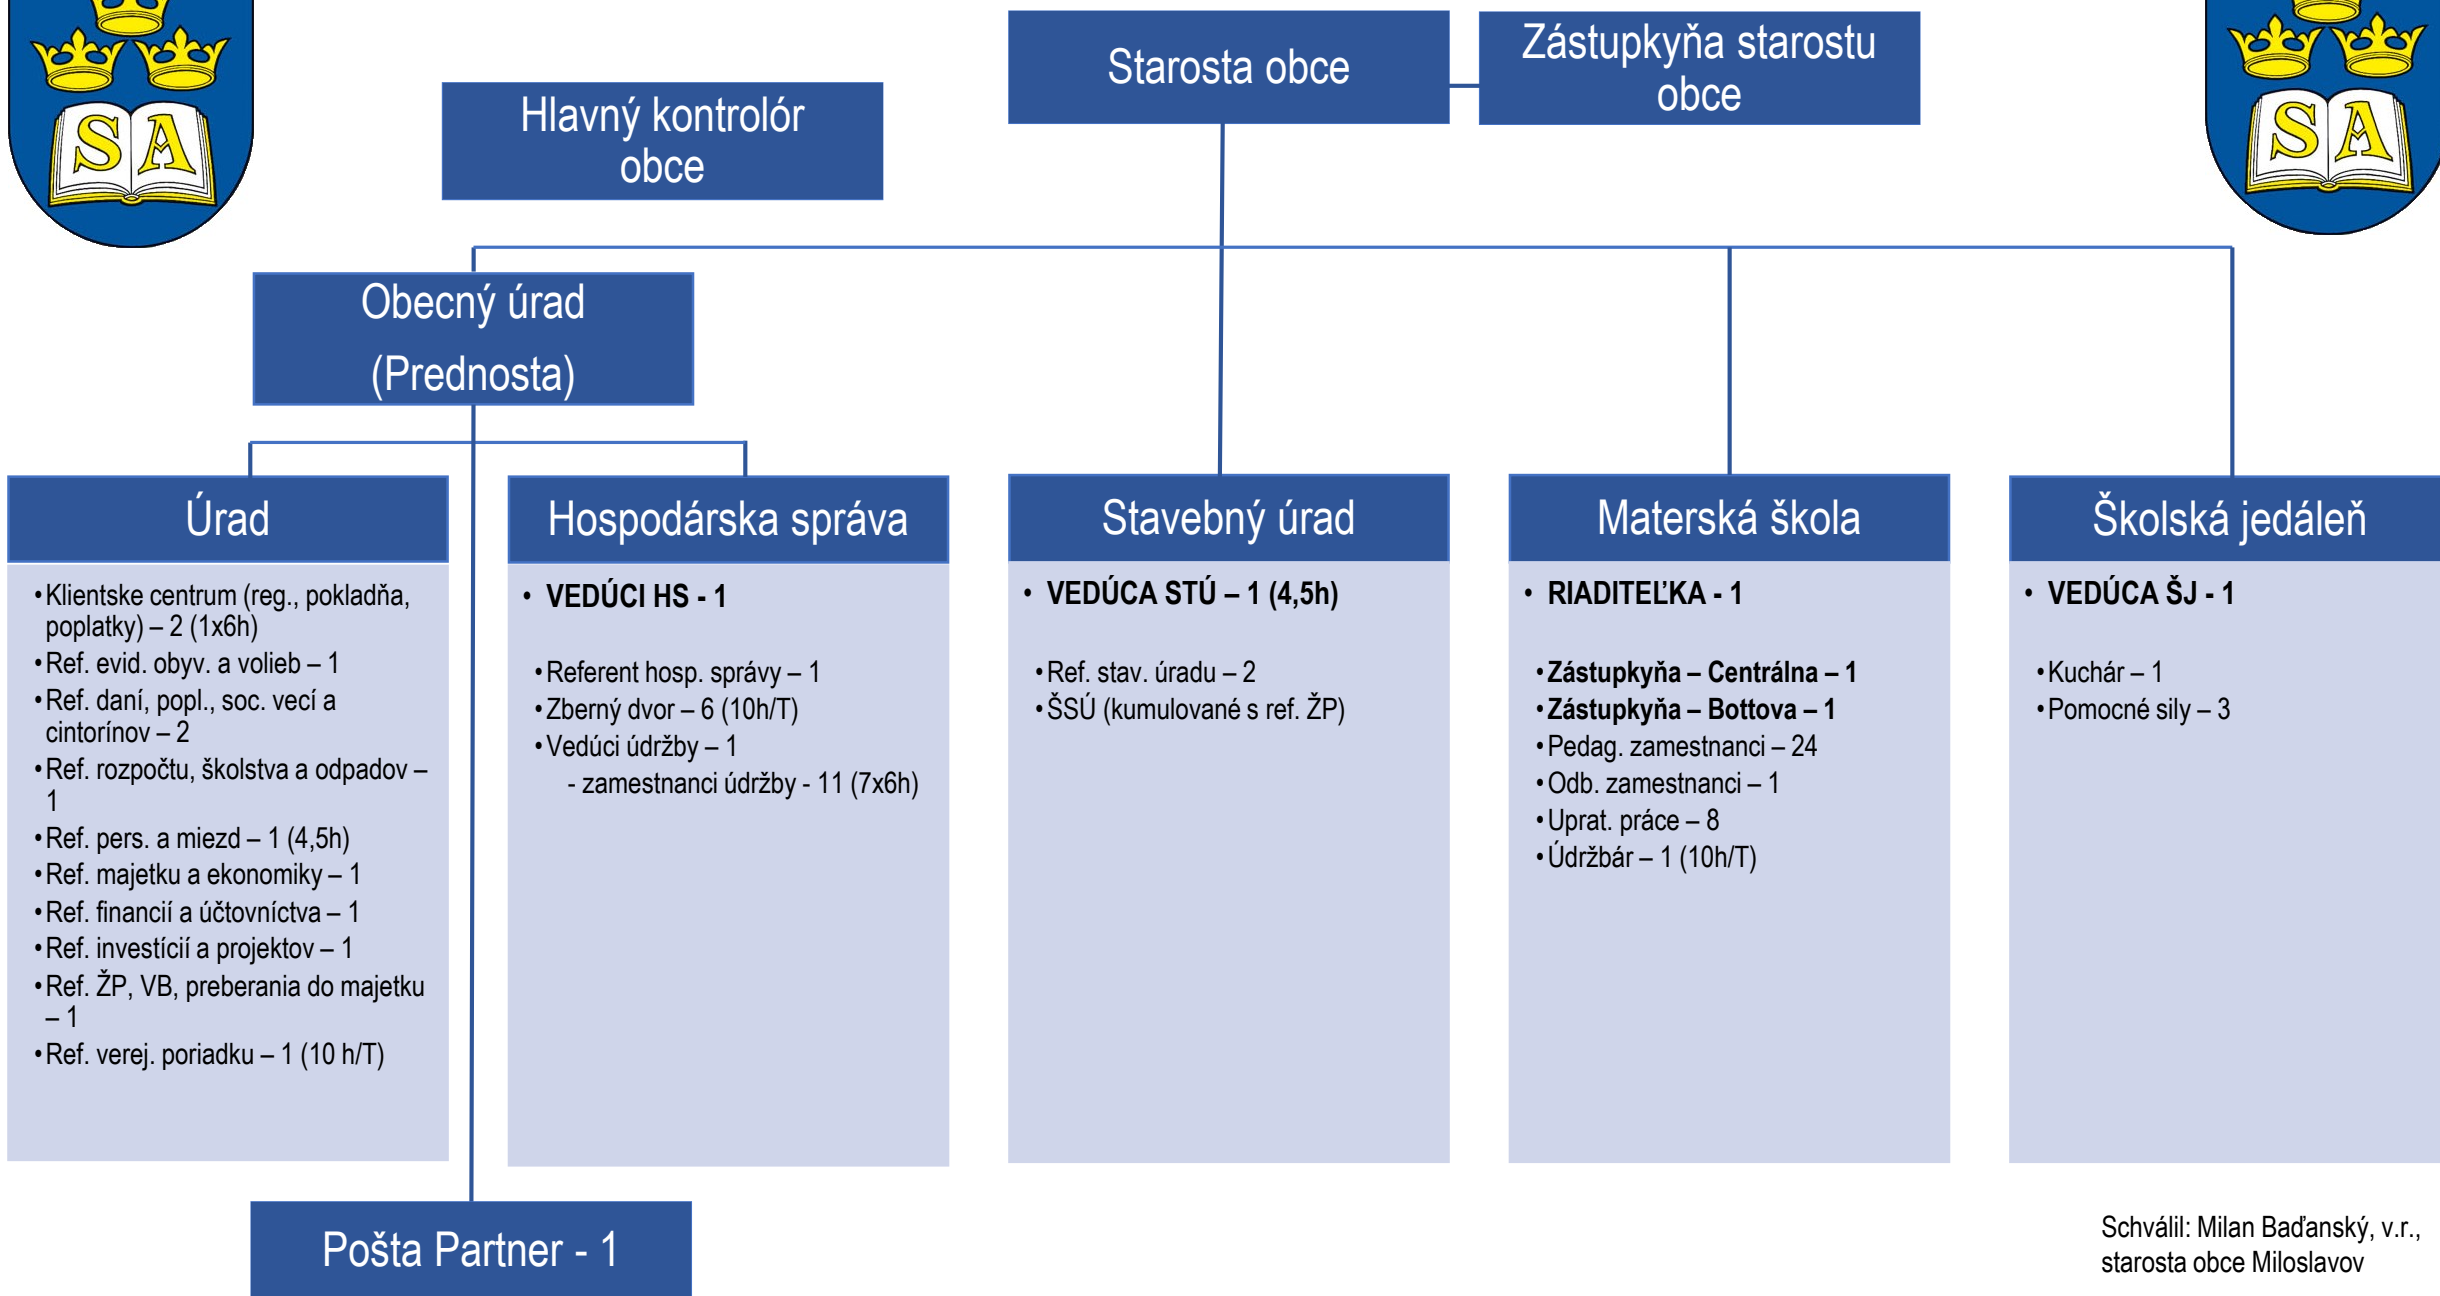 SA
SA
Starosta obce
Zástupkyňa starostu
obce
Hlavný kontrolór
obce
Obecný úrad
(Prednosta)
Úrad
•Klientske centrum (reg., pokladňa,
poplatky) – 2 (1x6h)
•Ref. evid. obyv. a volieb – 1
•Ref. daní, popl., soc. vecí a
cintorínov – 2
•Ref. rozpočtu, školstva a odpadov –
1
•Ref. pers. a miezd – 1 (4,5h)
•Ref. majetku a ekonomiky – 1
•Ref. financií a účtovníctva – 1
•Ref. investícií a projektov – 1
•Ref. ŽP, VB, preberania do majetku
– 1
•Ref. verej. poriadku – 1 (10 h/T)
Hospodárska správa
• VEDÚCI HS - 1
•Referent hosp. správy – 1
•Zberný dvor – 6 (10h/T)
•Vedúci údržby – 1
- zamestnanci údržby - 11 (7x6h)
Stavebný úrad
• VEDÚCA STÚ – 1 (4,5h)
•Ref. stav. úradu – 2
•ŠSÚ (kumulované s ref. ŽP)
Materská škola
• RIADITEĽKA - 1
•Zástupkyňa – Centrálna – 1
•Zástupkyňa – Bottova – 1
•Pedag. zamestnanci – 24
•Odb. zamestnanci – 1
•Uprat. práce – 8
•Údržbár – 1 (10h/T)
Školská jedáleň
• VEDÚCA ŠJ - 1
•Kuchár – 1
•Pomocné sily – 3
Pošta Partner - 1
Schválil: Milan Baďanský, v.r.,
starosta obce Miloslavov